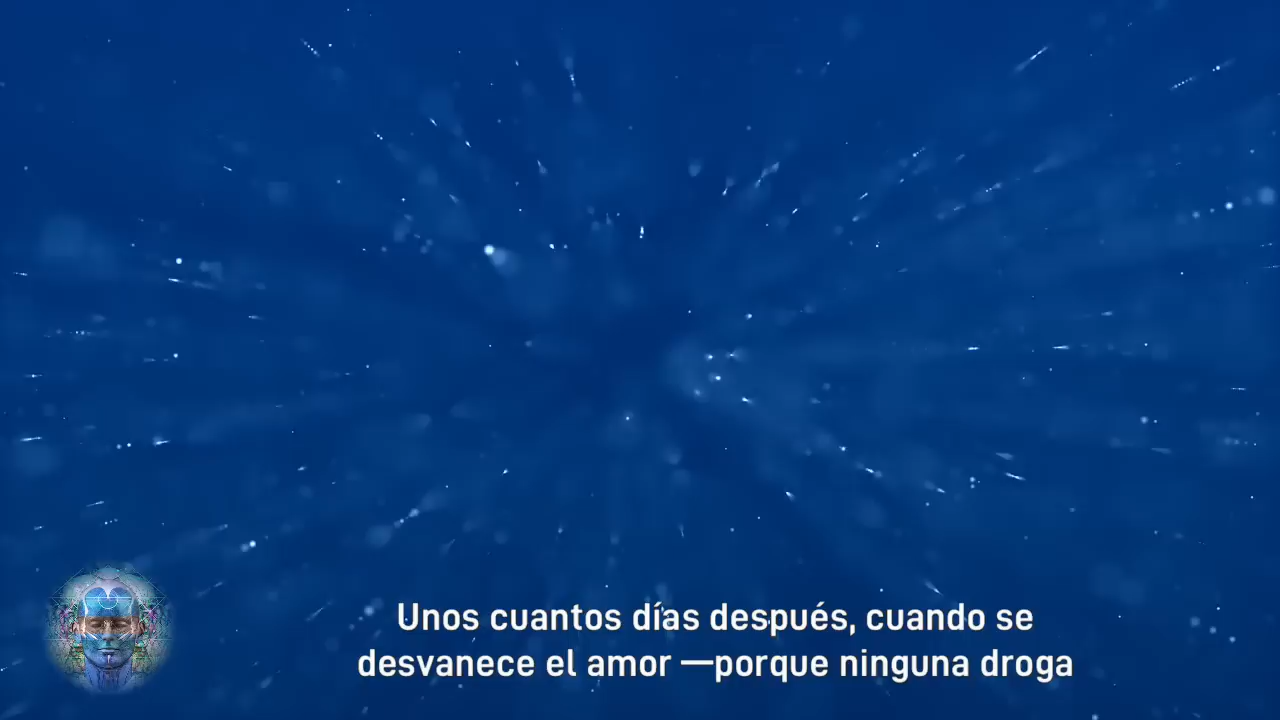 Unos cuantos días después, cuando se
desvanece el amor —porque ninguna droga